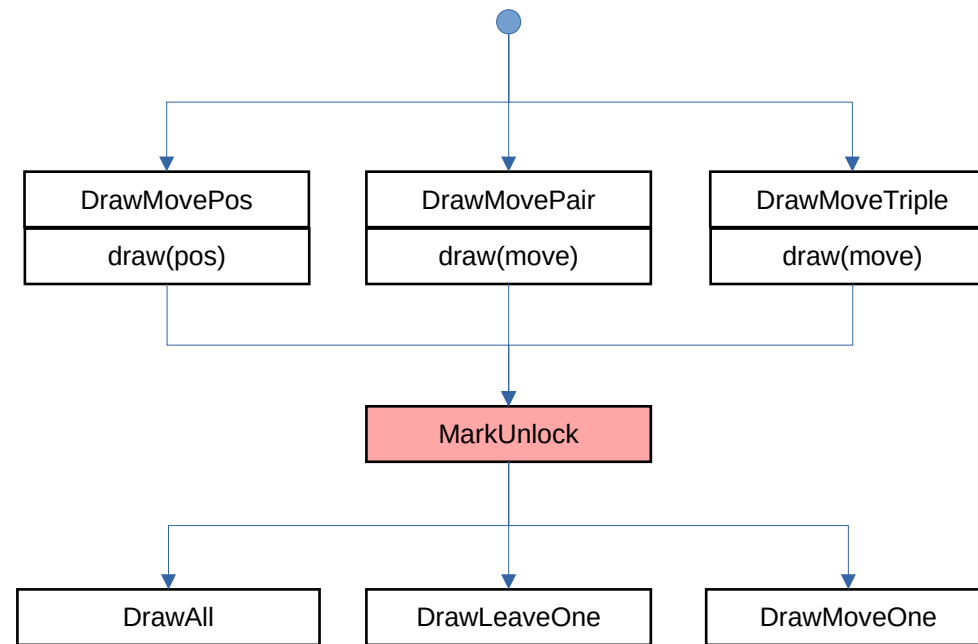 DrawMovePos
DrawMovePair
DrawMoveTriple
draw(pos)
draw(move)
draw(move)
MarkUnlock
DrawAll
DrawLeaveOne
DrawMoveOne